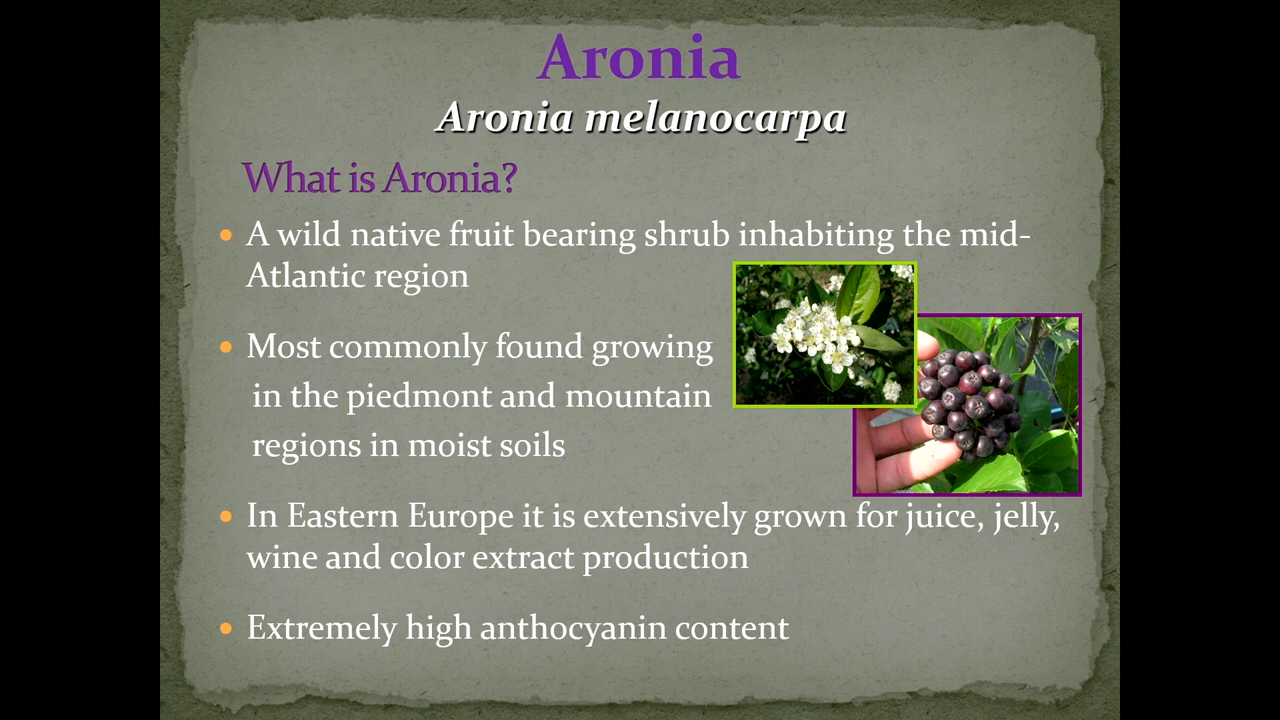 Aronia
Aronia melanocarpa
What is Aronia?
• A wild native fruit bearing shrub inhabiting the mid-
Atlantic region
• Most commonly found growing
in the piedmont and mountain
regions in moist soils
• In Eastern Europe it is extensively grown for juice, jelly,
wine and color extract production
• Extremely high anthocyanin content